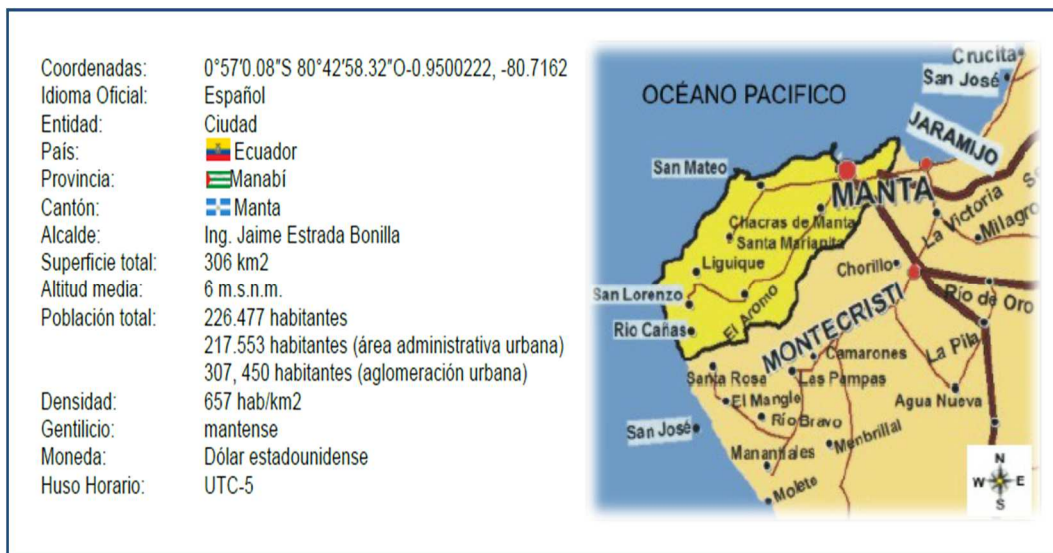 Coordenadas: 0°57'0.08"S 80°42'58.32"O-0.9500222, -80.7162
Idioma Oficial: Español
Entidad: Ciudad
País: Ecuador
Provincia: Manabí
Cantón: Manta
Alcalde: Ing. Jaime Estrada Bonilla
Superficie total: 306 km2
Altitud media: 6 m.s.n.m.
Población total: 226.477 habitantes
217.553 habitantes (área administrativa urbana)
307, 450 habitantes (aglomeración urbana)
Densidad: 657 hab/km2
Gentilicio: mantense
Moneda: Dólar estadounidense
Huso Horario: UTC-5
OCÉANO PACIFICO
Crucita
San José
JARAMIJO
San Mateo
MANTA
Chacras de Manta
Santa Marianita
La Victoria
Milagro
Liguique
Chorillo
San Lorenzo
Río de Oro
El Aromo
Rio Cañas
MONTECRISTI
La Pila
Camarones
Santa Rosa
Las Pampas
El Mangle
Agua Nueva
Río Bravo
San José
Menbrillal
Manantiales
Molete
N
W E
S